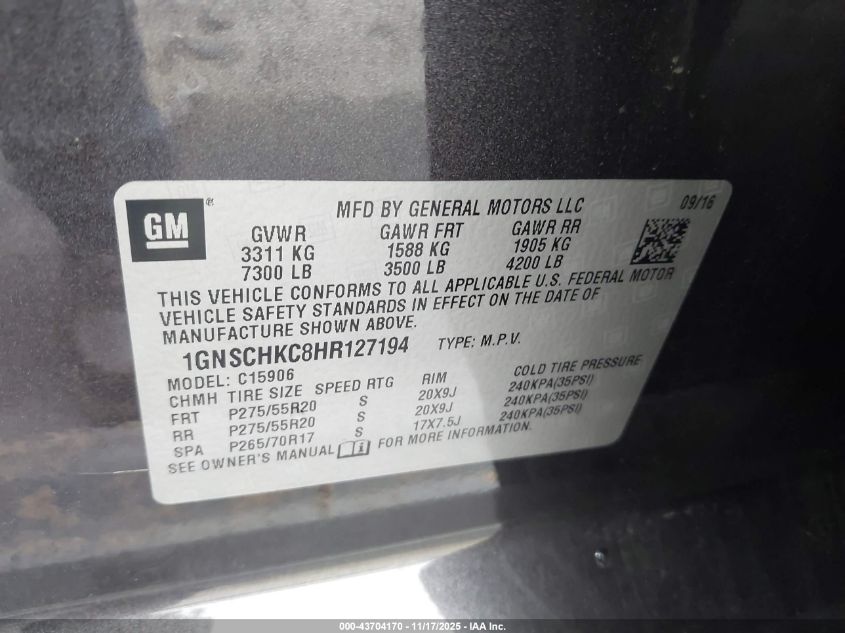 GM ® MFD BY GENERAL MOTORS LLC 09/16
GVWR GAWR FRT GAWR RR
3311 KG 1588 KG 1905 KG
7300 LB 3500 LB 4200 LB
THIS VEHICLE CONFORMS TO ALL APPLICABLE U.S. FEDERAL MOTOR
VEHICLE SAFETY STANDARDS IN EFFECT ON THE DATE OF
MANUFACTURE SHOWN ABOVE.
1GNSCHKC8HR127194 TYPE: M.P.V.
MODEL: C15906
CHMH TIRE SIZE SPEED RTG RIM COLD TIRE PRESSURE
FRT P275/55R20 S 20X9J 240KPA(35PSI)
RR P275/55R20 S 20X9J 240KPA(35PSI)
SPA P265/70R17 S 17X7.5J 240KPA(35PSI)
SEE OWNER'S MANUAL FOR MORE INFORMATION.
000-43704170 — 11/17/2025 — IAA Inc.